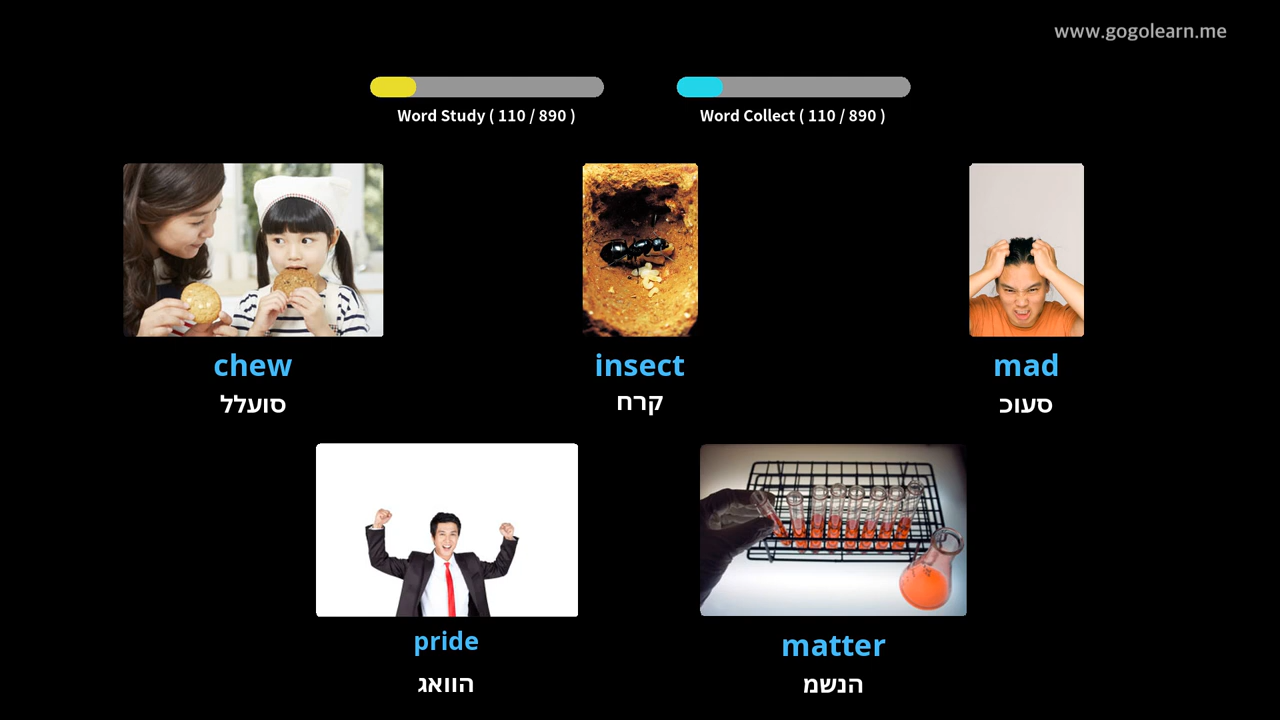 www.gogolearn.me
Word Study ( 110 / 890 )
Word Collect ( 110 / 890 )
chew
סועלל
insect
קרח
mad
סעוכ
pride
הוואג
matter
הנשמ